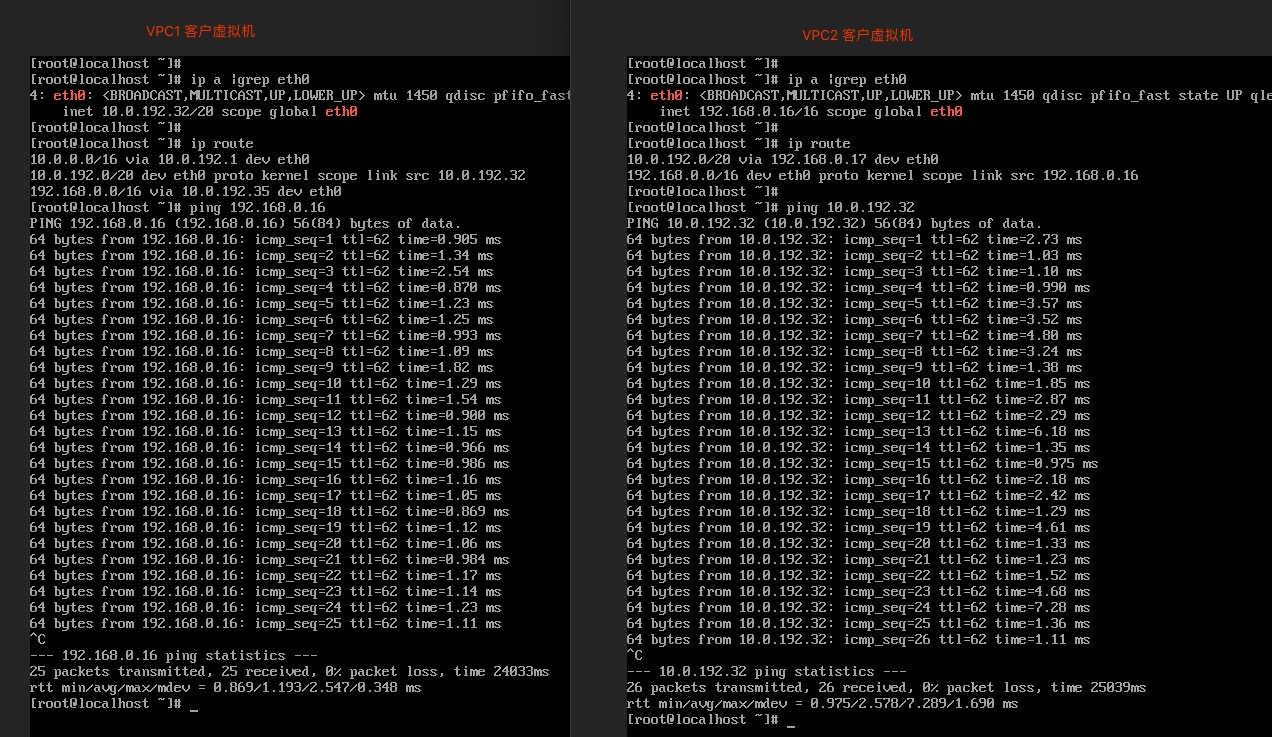 VPC1 客户虚拟机
[root@localhost ~]#
[root@localhost ~]# ip a |grep eth0
4: eth0: <BROADCAST,MULTICAST,UP,LOWER_UP> mtu 1450 qdisc pfifo_fast
inet 10.0.192.32/20 scope global eth0
[root@localhost ~]#
[root@localhost ~]# ip route
10.0.0.0/16 via 10.0.192.1 dev eth0
10.0.192.0/20 dev eth0 proto kernel scope link src 10.0.192.32
192.168.0.0/16 via 10.0.192.35 dev eth0
[root@localhost ~]# ping 192.168.0.16
PING 192.168.0.16 (192.168.0.16) 56(84) bytes of data.
64 bytes from 192.168.0.16: icmp_seq=1 ttl=62 time=0.905 ms
64 bytes from 192.168.0.16: icmp_seq=2 ttl=62 time=1.34 ms
64 bytes from 192.168.0.16: icmp_seq=3 ttl=62 time=2.54 ms
64 bytes from 192.168.0.16: icmp_seq=4 ttl=62 time=0.870 ms
64 bytes from 192.168.0.16: icmp_seq=5 ttl=62 time=1.23 ms
64 bytes from 192.168.0.16: icmp_seq=6 ttl=62 time=1.25 ms
64 bytes from 192.168.0.16: icmp_seq=7 ttl=62 time=0.993 ms
64 bytes from 192.168.0.16: icmp_seq=8 ttl=62 time=1.09 ms
64 bytes from 192.168.0.16: icmp_seq=9 ttl=62 time=1.82 ms
64 bytes from 192.168.0.16: icmp_seq=10 ttl=62 time=1.29 ms
64 bytes from 192.168.0.16: icmp_seq=11 ttl=62 time=1.54 ms
64 bytes from 192.168.0.16: icmp_seq=12 ttl=62 time=0.900 ms
64 bytes from 192.168.0.16: icmp_seq=13 ttl=62 time=1.15 ms
64 bytes from 192.168.0.16: icmp_seq=14 ttl=62 time=0.966 ms
64 bytes from 192.168.0.16: icmp_seq=15 ttl=62 time=0.986 ms
64 bytes from 192.168.0.16: icmp_seq=16 ttl=62 time=1.16 ms
64 bytes from 192.168.0.16: icmp_seq=17 ttl=62 time=1.05 ms
64 bytes from 192.168.0.16: icmp_seq=18 ttl=62 time=0.869 ms
64 bytes from 192.168.0.16: icmp_seq=19 ttl=62 time=1.12 ms
64 bytes from 192.168.0.16: icmp_seq=20 ttl=62 time=1.06 ms
64 bytes from 192.168.0.16: icmp_seq=21 ttl=62 time=0.984 ms
64 bytes from 192.168.0.16: icmp_seq=22 ttl=62 time=1.17 ms
64 bytes from 192.168.0.16: icmp_seq=23 ttl=62 time=1.14 ms
64 bytes from 192.168.0.16: icmp_seq=24 ttl=62 time=1.23 ms
64 bytes from 192.168.0.16: icmp_seq=25 ttl=62 time=1.11 ms
^C
--- 192.168.0.16 ping statistics ---
25 packets transmitted, 25 received, 0% packet loss, time 24033ms
rtt min/avg/max/mdev = 0.869/1.193/2.547/0.348 ms
[root@localhost ~]# _
VPC2 客户虚拟机
[root@localhost ~]#
[root@localhost ~]# ip a |grep eth0
4: eth0: <BROADCAST,MULTICAST,UP,LOWER_UP> mtu 1450 qdisc pfifo_fast state UP qle
inet 192.168.0.16/16 scope global eth0
[root@localhost ~]#
[root@localhost ~]# ip route
10.0.192.0/20 via 192.168.0.17 dev eth0
192.168.0.0/16 dev eth0 proto kernel scope link src 192.168.0.16
[root@localhost ~]#
[root@localhost ~]# ping 10.0.192.32
PING 10.0.192.32 (10.0.192.32) 56(84) bytes of data.
64 bytes from 10.0.192.32: icmp_seq=1 ttl=62 time=2.73 ms
64 bytes from 10.0.192.32: icmp_seq=2 ttl=62 time=1.03 ms
64 bytes from 10.0.192.32: icmp_seq=3 ttl=62 time=1.10 ms
64 bytes from 10.0.192.32: icmp_seq=4 ttl=62 time=0.990 ms
64 bytes from 10.0.192.32: icmp_seq=5 ttl=62 time=3.57 ms
64 bytes from 10.0.192.32: icmp_seq=6 ttl=62 time=3.52 ms
64 bytes from 10.0.192.32: icmp_seq=7 ttl=62 time=4.80 ms
64 bytes from 10.0.192.32: icmp_seq=8 ttl=62 time=3.24 ms
64 bytes from 10.0.192.32: icmp_seq=9 ttl=62 time=1.38 ms
64 bytes from 10.0.192.32: icmp_seq=10 ttl=62 time=1.85 ms
64 bytes from 10.0.192.32: icmp_seq=11 ttl=62 time=2.87 ms
64 bytes from 10.0.192.32: icmp_seq=12 ttl=62 time=2.29 ms
64 bytes from 10.0.192.32: icmp_seq=13 ttl=62 time=6.18 ms
64 bytes from 10.0.192.32: icmp_seq=14 ttl=62 time=1.35 ms
64 bytes from 10.0.192.32: icmp_seq=15 ttl=62 time=0.975 ms
64 bytes from 10.0.192.32: icmp_seq=16 ttl=62 time=2.18 ms
64 bytes from 10.0.192.32: icmp_seq=17 ttl=62 time=2.42 ms
64 bytes from 10.0.192.32: icmp_seq=18 ttl=62 time=1.29 ms
64 bytes from 10.0.192.32: icmp_seq=19 ttl=62 time=4.61 ms
64 bytes from 10.0.192.32: icmp_seq=20 ttl=62 time=1.33 ms
64 bytes from 10.0.192.32: icmp_seq=21 ttl=62 time=1.23 ms
64 bytes from 10.0.192.32: icmp_seq=22 ttl=62 time=1.52 ms
64 bytes from 10.0.192.32: icmp_seq=23 ttl=62 time=4.68 ms
64 bytes from 10.0.192.32: icmp_seq=24 ttl=62 time=7.28 ms
64 bytes from 10.0.192.32: icmp_seq=25 ttl=62 time=1.36 ms
64 bytes from 10.0.192.32: icmp_seq=26 ttl=62 time=1.11 ms
^C
--- 10.0.192.32 ping statistics ---
26 packets transmitted, 26 received, 0% packet loss, time 25039ms
rtt min/avg/max/mdev = 0.975/2.578/7.289/1.690 ms
[root@localhost ~]# _